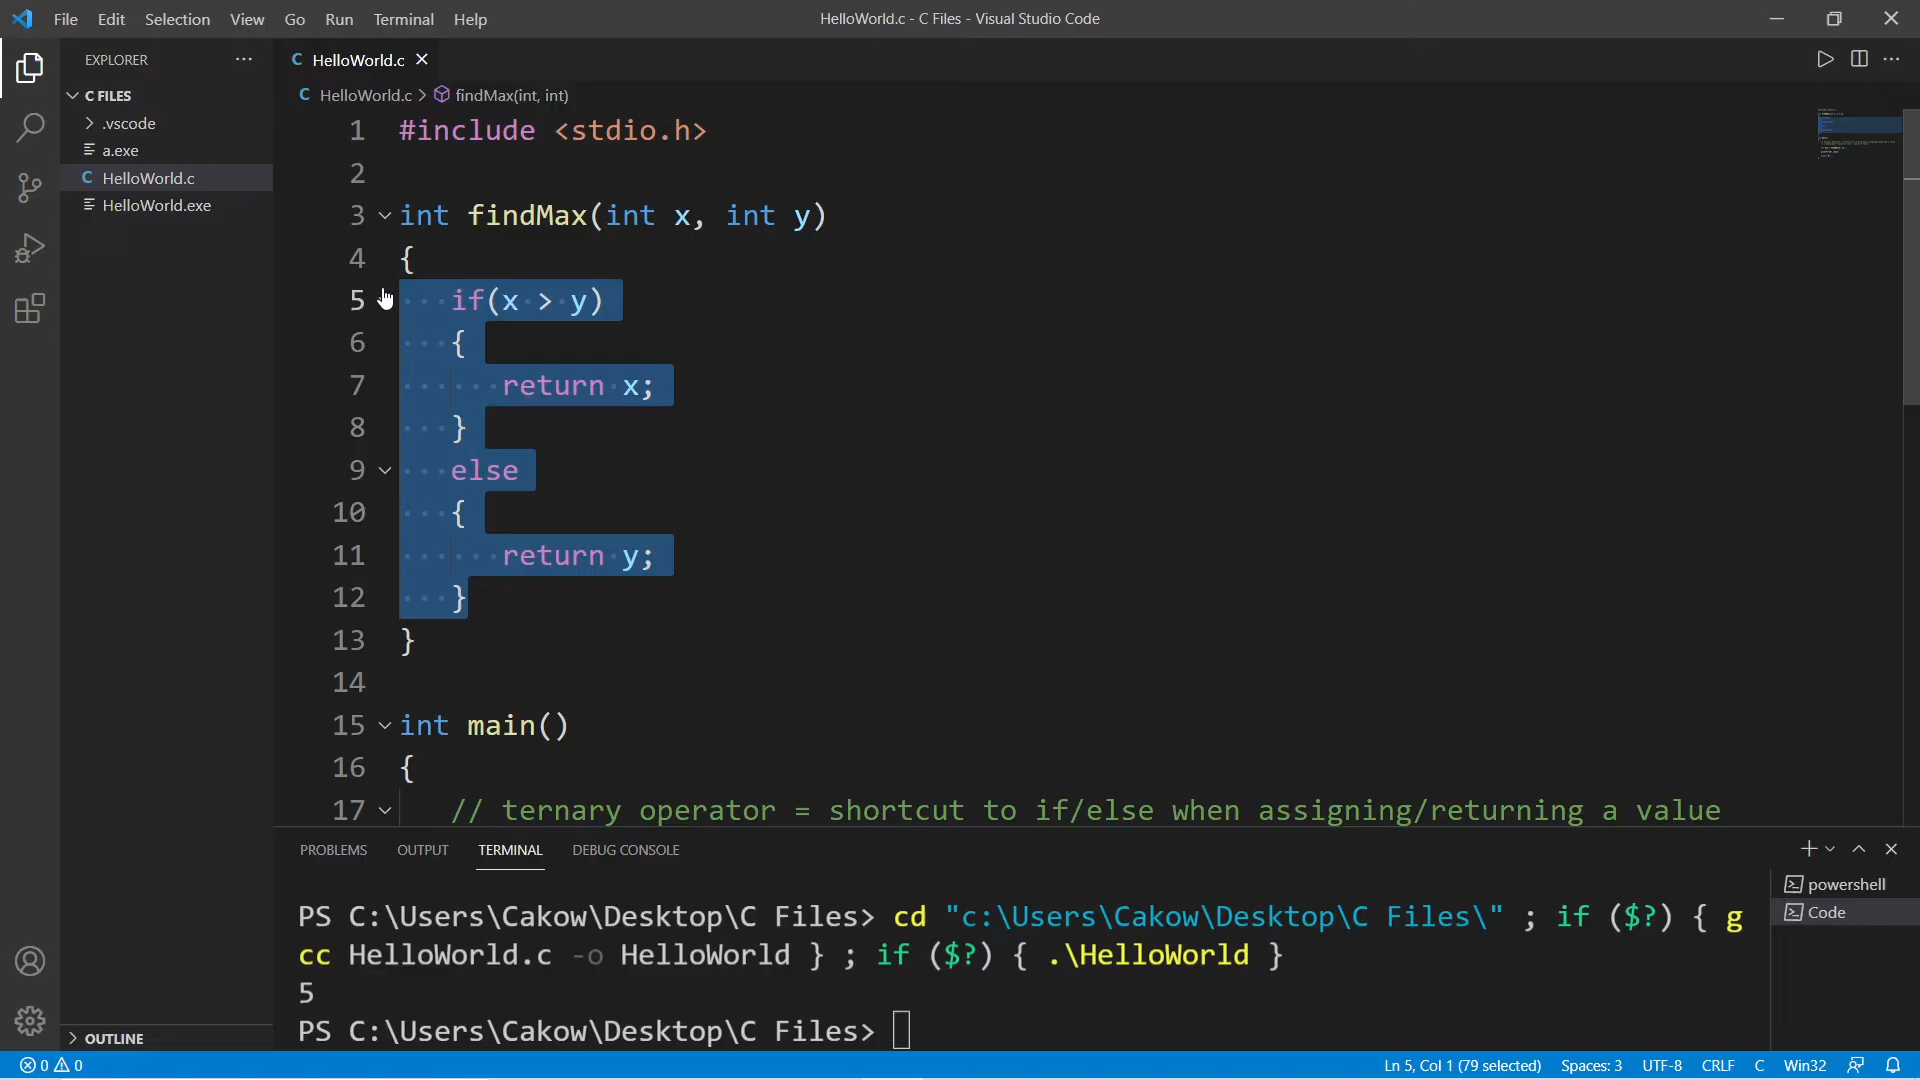 File Edit Selection View Go Run Terminal Help
HelloWorld.c - C Files - Visual Studio Code
EXPLORER ···
C FILES
.vscode
a.exe
C HelloWorld.c
HelloWorld.exe
OUTLINE
C HelloWorld.c
C HelloWorld.c > findMax(int, int)
1 #include <stdio.h>
2
3 int findMax(int x, int y)
4 {
5 if(x > y)
6 {
7 return x;
8 }
9 else
10 {
11 return y;
12 }
13 }
14
15 int main()
16 {
17 // ternary operator = shortcut to if/else when assigning/returning a value
PROBLEMS OUTPUT TERMINAL DEBUG CONSOLE
PS C:\Users\Cakow\Desktop\C Files> cd "c:\Users\Cakow\Desktop\C Files\" ; if ($?) { g
cc HelloWorld.c -o HelloWorld } ; if ($?) { .\HelloWorld }
5
PS C:\Users\Cakow\Desktop\C Files>
powershell
Code
0 0 Ln 5, Col 1 (79 selected) Spaces: 3 UTF-8 CRLF C Win32